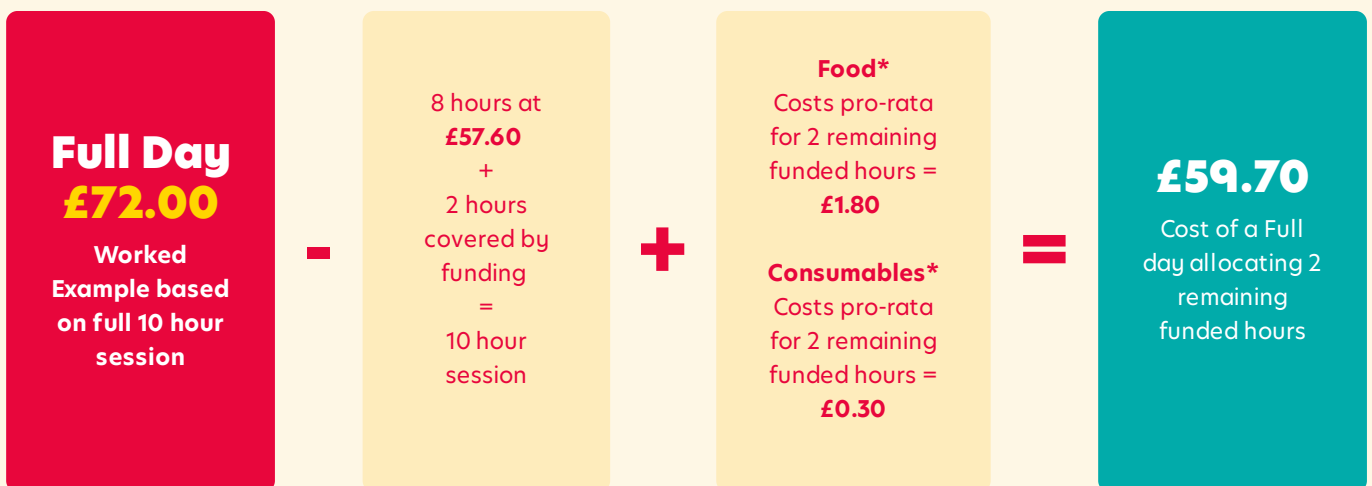 Full Day
£72.00
Worked
Example based
on full 10 hour
session
-
8 hours at
£57.60
+
2 hours
covered by
funding
=
10 hour
session
+
Food*
Costs pro-rata
for 2 remaining
funded hours =
£1.80
Consumables*
Costs pro-rata
for 2 remaining
funded hours =
£0.30
=
£59.70
Cost of a Full
day allocating 2
remaining
funded hours